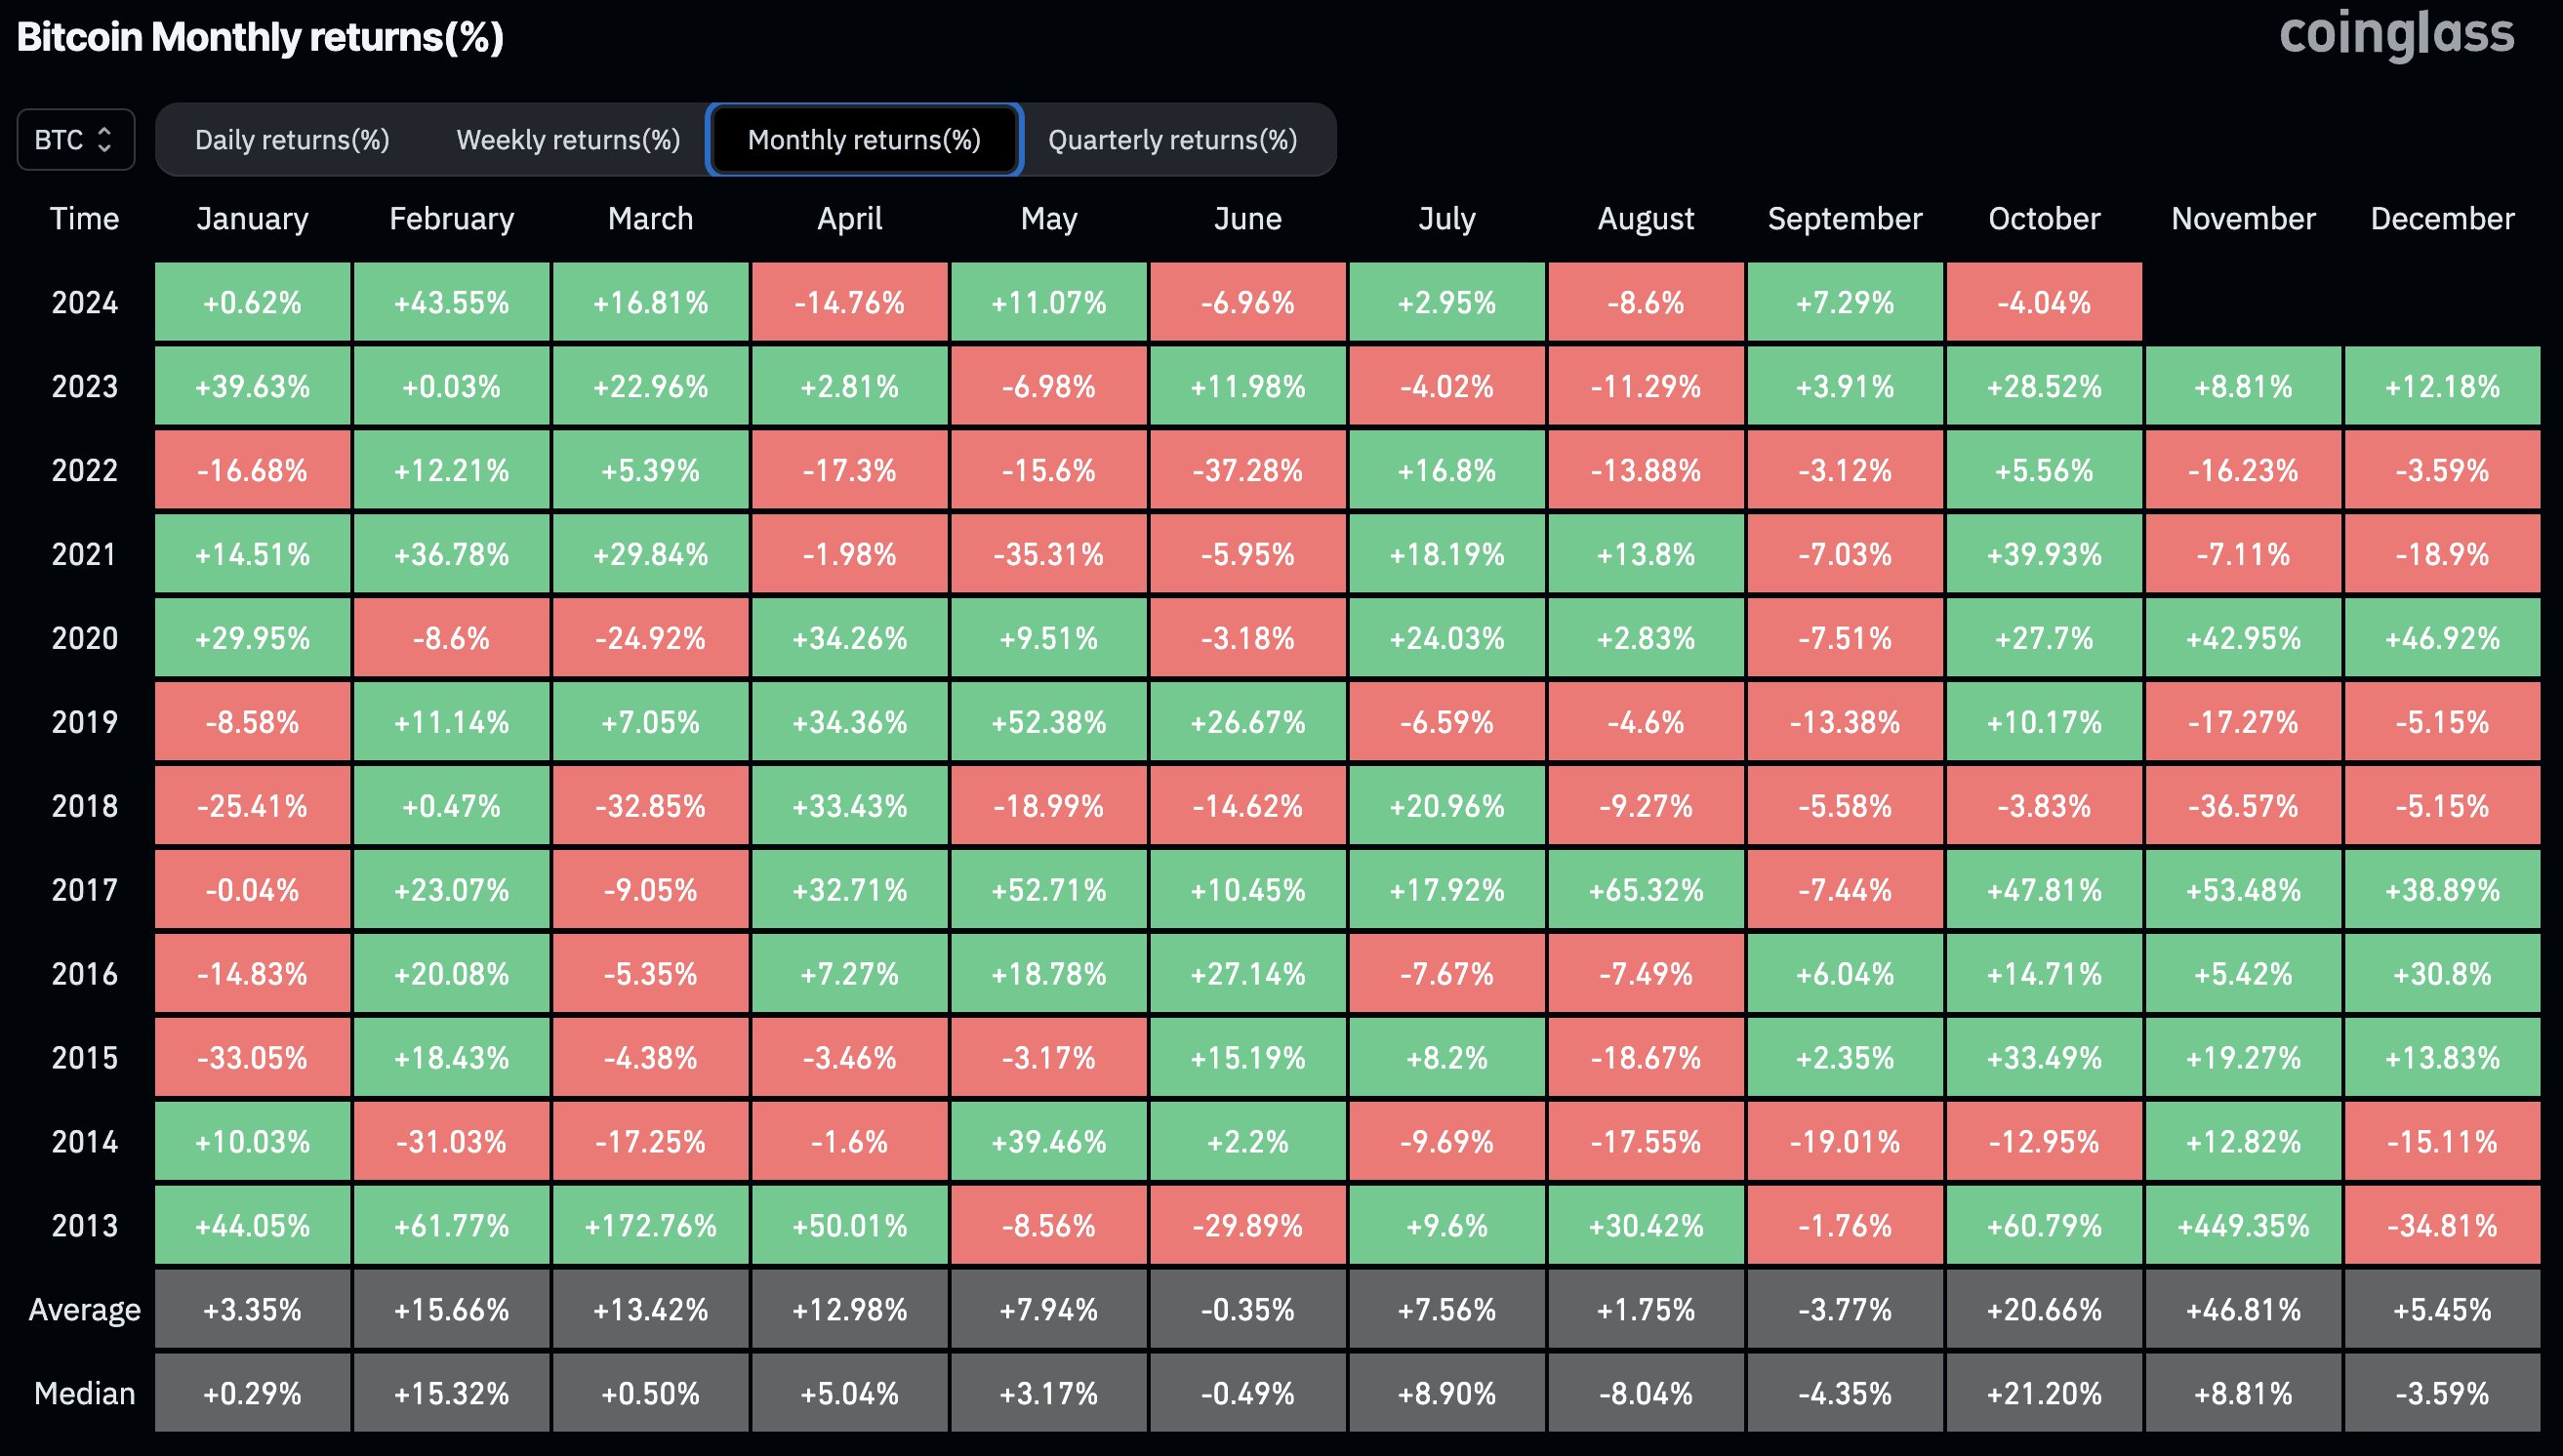 Bitcoin Monthly returns(%)
coinglass
BTC Daily returns(%) Weekly returns(%) Monthly returns(%) Quarterly returns(%)
Time January February March April May June July August September October November December
2024 +0.62% +43.55% +16.81% -14.76% +11.07% -6.96% +2.95% -8.6% +7.29% -4.04%
2023 +39.63% +0.03% +22.96% +2.81% -6.98% +11.98% -4.02% -11.29% +3.91% +28.52% +8.81% +12.18%
2022 -16.68% +12.21% +5.39% -17.3% -15.6% -37.28% +16.8% -13.88% -3.12% +5.56% -16.23% -3.59%
2021 +14.51% +36.78% +29.84% -1.98% -35.31% -5.95% +18.19% +13.8% -7.03% +39.93% -7.11% -18.9%
2020 +29.95% -8.6% -24.92% +34.26% +9.51% -3.18% +24.03% +2.83% -7.51% +27.7% +42.95% +46.92%
2019 -8.58% +11.14% +7.05% +34.36% +52.38% +26.67% -6.59% -4.6% -13.38% +10.17% -17.27% -5.15%
2018 -25.41% +0.47% -32.85% +33.43% -18.99% -14.62% +20.96% -9.27% -5.58% -3.83% -36.57% -5.15%
2017 -0.04% +23.07% -9.05% +32.71% +52.71% +10.45% +17.92% +65.32% -7.44% +47.81% +53.48% +38.89%
2016 -14.83% +20.08% -5.35% +7.27% +18.78% +27.14% -7.67% -7.49% +6.04% +14.71% +5.42% +30.8%
2015 -33.05% +18.43% -4.38% -3.46% -3.17% +15.19% +8.2% -18.67% +2.35% +33.49% +19.27% +13.83%
2014 +10.03% -31.03% -17.25% -1.6% +39.46% +2.2% -9.69% -17.55% -19.01% -12.95% +12.82% -15.11%
2013 +44.05% +61.77% +172.76% +50.01% -8.56% -29.89% +9.6% +30.42% -1.76% +60.79% +449.35% -34.81%
Average +3.35% +15.66% +13.42% +12.98% +7.94% -0.35% +7.56% +1.75% -3.77% +20.66% +46.81% +5.45%
Median +0.29% +15.32% +0.50% +5.04% +3.17% -0.49% +8.90% -8.04% -4.35% +21.20% +8.81% -3.59%